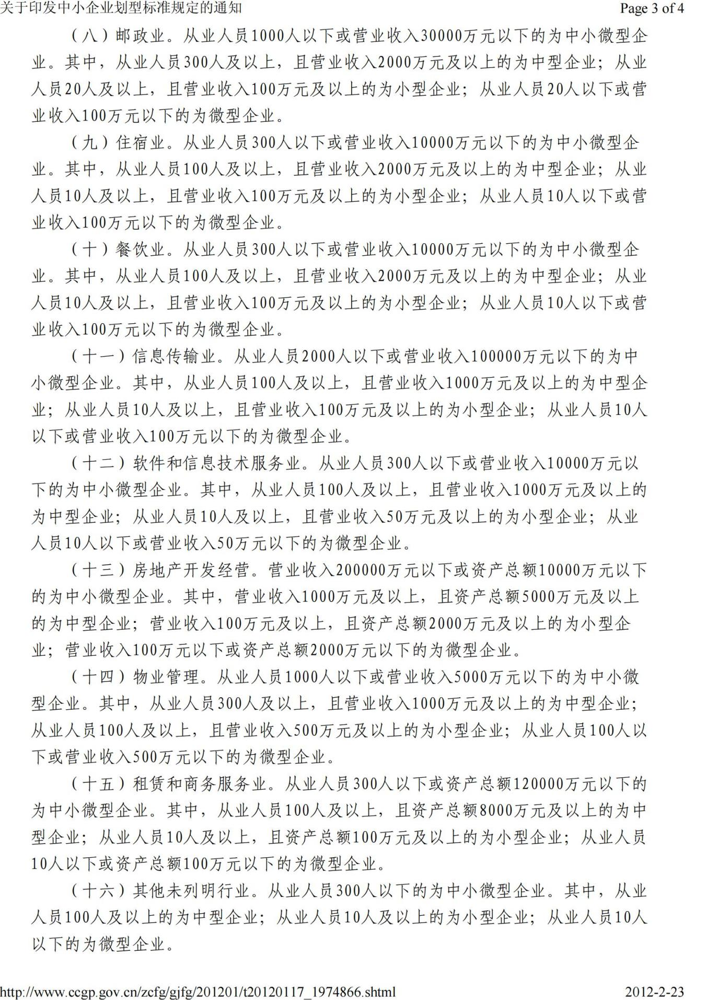 关于印发中小企业划型标准规定的通知
Page 3 of 4
（八）邮政业。从业人员1000人以下或营业收入30000万元以下的为中小微型企
业。其中，从业人员300人及以上，且营业收入2000万元及以上的为中型企业；从业
人员20人及以上，且营业收入100万元及以上的为小型企业；从业人员20人以下或营
业收入100万元以下的为微型企业。
（九）住宿业。从业人员300人以下或营业收入10000万元以下的为中小微型企
业。其中，从业人员100人及以上，且营业收入2000万元及以上的为中型企业；从业
人员10人及以上，且营业收入100万元及以上的为小型企业；从业人员10人以下或营
业收入100万元以下的为微型企业。
（十）餐饮业。从业人员300人以下或营业收入10000万元以下的为中小微型企
业。其中，从业人员100人及以上，且营业收入2000万元及以上的为中型企业；从业
人员10人及以上，且营业收入100万元及以上的为小型企业；从业人员10人以下或营
业收入100万元以下的为微型企业。
（十一）信息传输业。从业人员2000人以下或营业收入100000万元以下的为中
小微型企业。其中，从业人员100人及以上，且营业收入1000万元及以上的为中型企
业；从业人员10人及以上，且营业收入100万元及以上的为小型企业；从业人员10人
以下或营业收入100万元以下的为微型企业。
（十二）软件和信息技术服务业。从业人员300人以下或营业收入10000万元以
下的为中小微型企业。其中，从业人员100人及以上，且营业收入1000万元及以上的
为中型企业；从业人员10人及以上，且营业收入50万元及以上的为小型企业；从业
人员10人以下或营业收入50万元以下的为微型企业。
（十三）房地产开发经营。营业收入200000万元以下或资产总额10000万元以下
的为中小微型企业。其中，营业收入1000万元及以上，且资产总额5000万元及以上
的为中型企业；营业收入100万元及以上，且资产总额2000万元及以上的为小型企
业；营业收入100万元以下或资产总额2000万元以下的为微型企业。
（十四）物业管理。从业人员1000人以下或营业收入5000万元以下的为中小微
型企业。其中，从业人员300人及以上，且营业收入1000万元及以上的为中型企业；
从业人员100人及以上，且营业收入500万元及以上的为小型企业；从业人员100人以
下或营业收入500万元以下的为微型企业。
（十五）租赁和商务服务业。从业人员300人以下或资产总额120000万元以下的
为中小微型企业。其中，从业人员100人及以上，且资产总额8000万元及以上的为中
型企业；从业人员10人及以上，且资产总额100万元及以上的为小型企业；从业人员
10人以下或资产总额100万元以下的为微型企业。
（十六）其他未列明行业。从业人员300人以下的为中小微型企业。其中，从业
人员100人及以上的为中型企业；从业人员10人及以上的为小型企业；从业人员10人
以下的为微型企业。
http://www.ccgp.gov.cn/zcfg/gjfg/201201/t20120117_1974866.shtml
2012-2-23